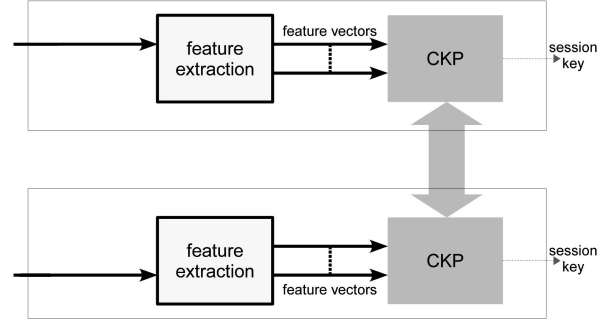 feature vectors
feature
extraction
CKP
session
key
feature
extraction
CKP
session
key
feature vectors